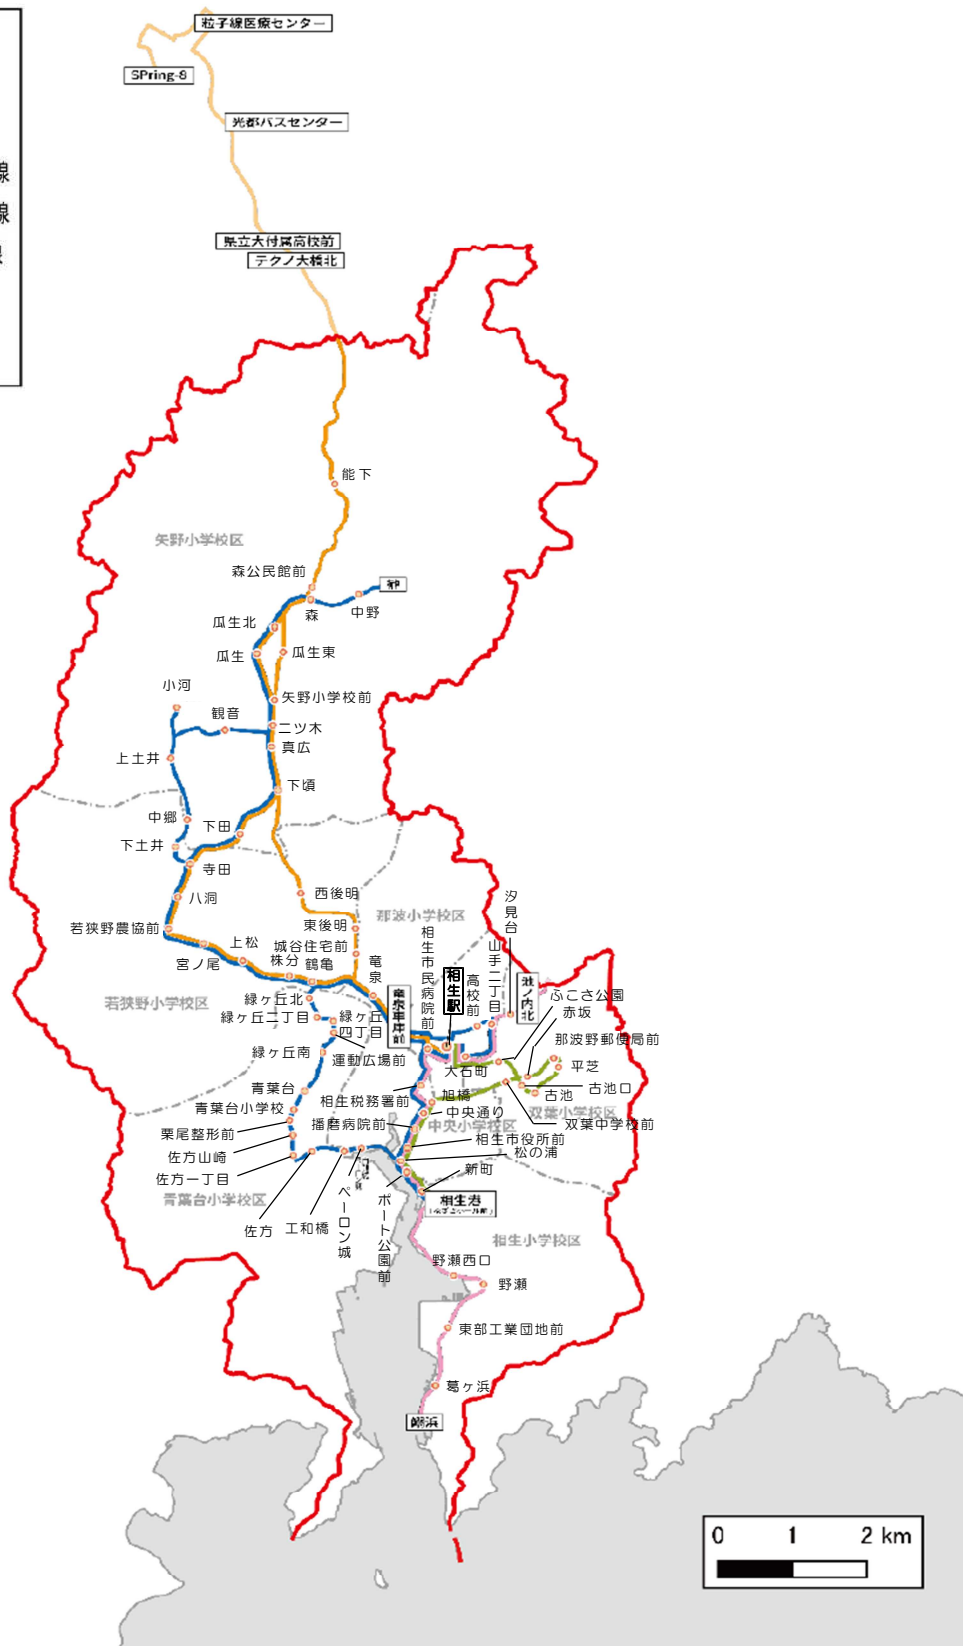 粒子線医療センター
SPring-8
線
光都バスセンター
線
県立大付属高校前
テクノ大橋北
能下
矢野小学校区
森公民館前
中野
森
瓜生北
瓜生東
瓜生
小河
矢野小学校前
観音
二ツ木
真広
上土井
下頃
中郷
下田
下土井
寺田
西後明
八洞
汐見台
那波小学校区
若狭野農協前
東後明
相生市民病院前
山手二丁目
上松
城谷住宅前
宮ノ尾
株分
鶴亀
竜泉
相生駅
高校前
池ノ内北
竜泉車庫前
若狭野小学校区
緑ヶ丘北
ふこさ公園
緑ヶ丘二丁目
緑ヶ丘四丁目
赤坂
那波野郵便局前
緑ヶ丘南
運動広場前
大石町
平芝
青葉台
相生税務署前
旭橋
古池口
古池
青葉台小学校
中央通り
双葉小学校区
播磨病院前
中央小学校区
双葉中学校前
栗尾整形前
相生市役所前
佐方山崎
松の浦
新町
佐方一丁目
青葉台小学校区
ペーロン城
ポート公園前
相生港
佐方
工和橋
相生小学校区
野瀬西口
野瀬
東部工業団地前
葛ヶ浜
0 1 2 km